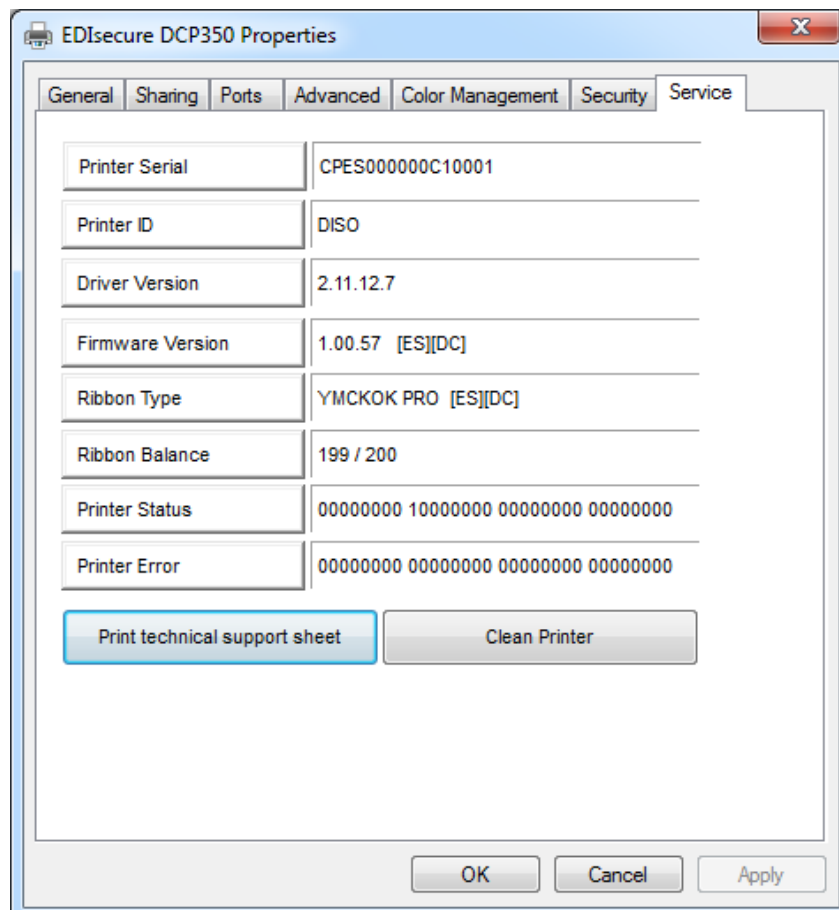 EDIsecure DCP350 Properties
General Sharing Ports Advanced Color Management Security Service
Printer Serial CPES000000C10001
Printer ID DISO
Driver Version 2.11.12.7
Firmware Version 1.00.57 [ES][DC]
Ribbon Type YMCKOK PRO [ES][DC]
Ribbon Balance 199 / 200
Printer Status 00000000 10000000 00000000 00000000
Printer Error 00000000 00000000 00000000 00000000
Print technical support sheet Clean Printer
OK Cancel Apply